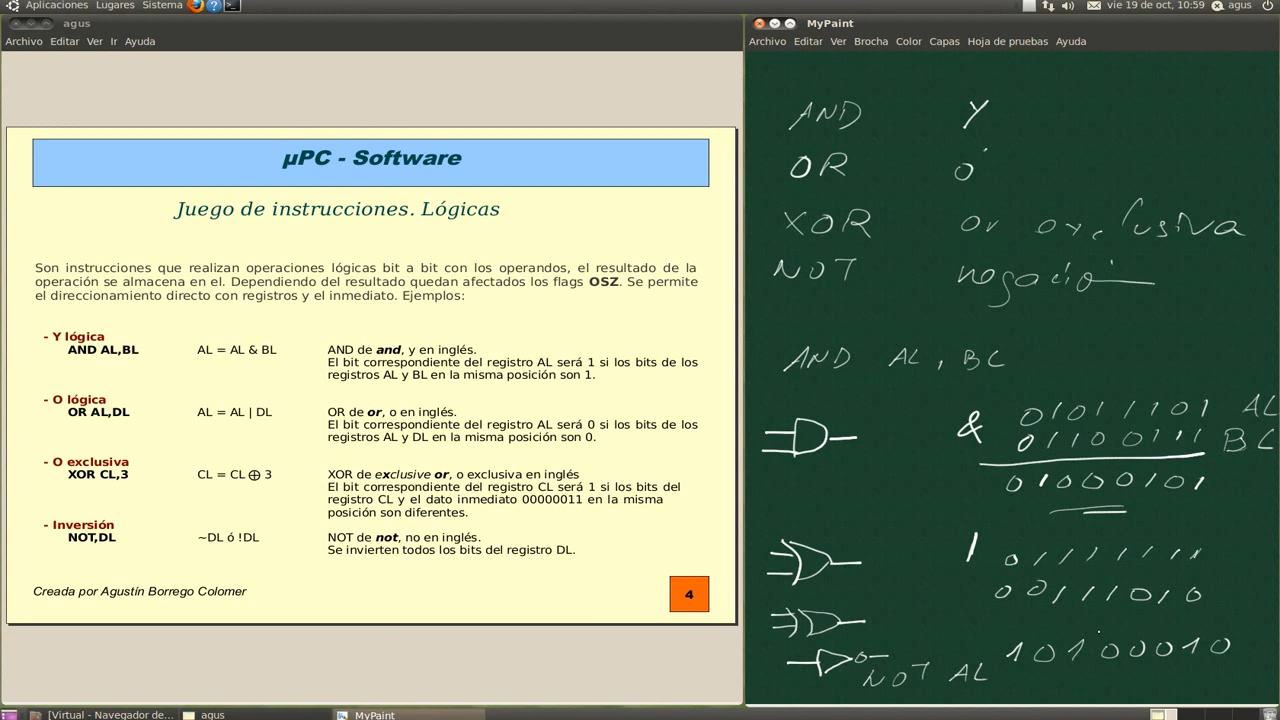 Aplicaciones Lugares Sistema vie 19 de oct, 10:59 agus
agus
Archivo Editar Ver Ir Ayuda
µPC - Software
Juego de instrucciones. Lógicas
Son instrucciones que realizan operaciones lógicas bit a bit con los operandos, el resultado de la
operación se almacena en el. Dependiendo del resultado quedan afectados los flags OSZ. Se permite
el direccionamiento directo con registros y el inmediato. Ejemplos:
- Y lógica
AND AL,BL AL = AL & BL AND de and, y en inglés.
El bit correspondiente del registro AL será 1 si los bits de los
registros AL y BL en la misma posición son 1.
- O lógica
OR AL,DL AL = AL | DL OR de or, o en inglés.
El bit correspondiente del registro AL será 0 si los bits de los
registros AL y DL en la misma posición son 0.
- O exclusiva
XOR CL,3 CL = CL ⊕ 3 XOR de exclusive or, o exclusiva en inglés
El bit correspondiente del registro CL será 1 si los bits del
registro CL y el dato inmediato 00000011 en la misma
posición son diferentes.
- Inversión
NOT,DL ~DL ó !DL NOT de not, no en inglés.
Se invierten todos los bits del registro DL.
Creada por Agustín Borrego Colomer
4
MyPaint
Archivo Editar Ver Brocha Color Capas Hoja de pruebas Ayuda
AND Y
OR ó
XOR or exclusiva
NOT negación
AND AL, BL
& 01011101 AL
01100111 BL
01000101
| 01111111
00111010
10100010
NOT AL
[Virtual - Navegador de... agus MyPaint